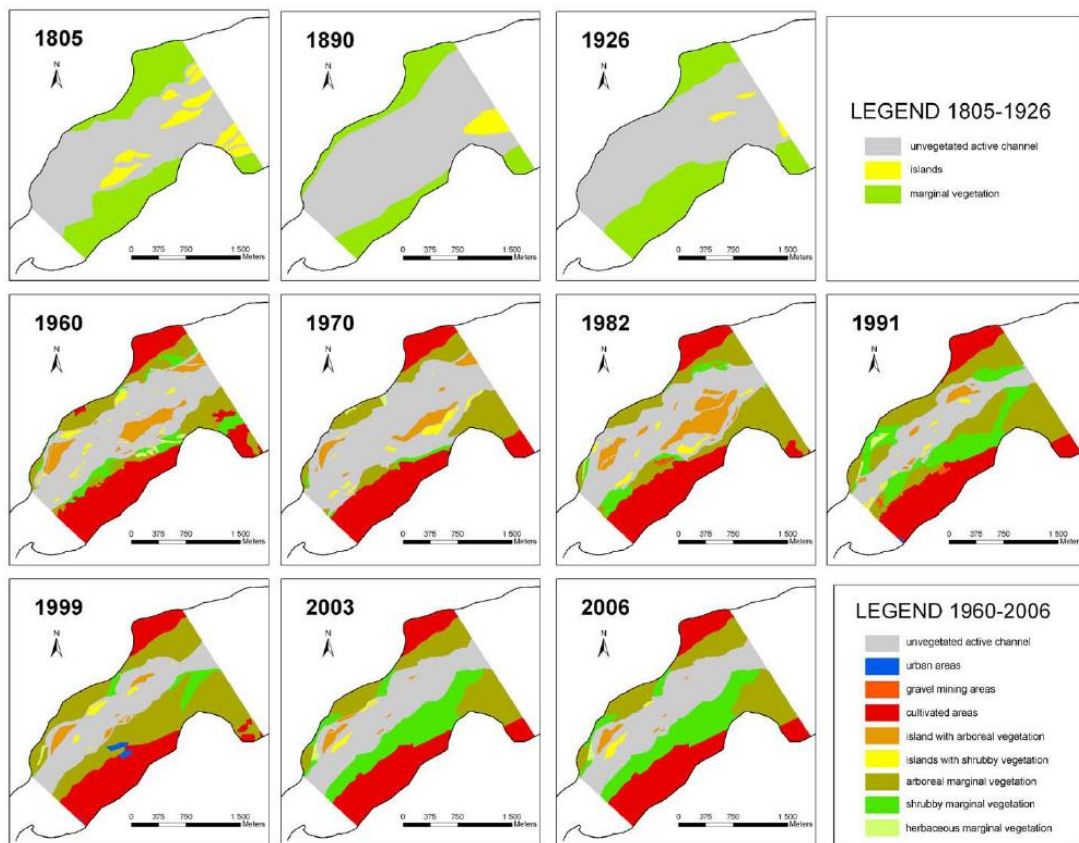 1805
N
0 375 750 1 500
Meters
1890
N
0 375 750 1 500
Meters
1926
N
0 375 750 1 500
Meters
LEGEND 1805-1926
unvegetated active channel
islands
marginal vegetation
1960
N
0 375 750 1 500
Meters
1970
N
0 375 750 1 500
Meters
1982
N
0 375 750 1 500
Meters
1991
N
0 375 750 1 500
Meters
1999
N
0 375 750 1 500
Meters
2003
N
0 375 750 1 500
Meters
2006
N
0 375 750 1 500
Meters
LEGEND 1960-2006
unvegetated active channel
urban areas
gravel mining areas
cultivated areas
island with arboreal vegetation
islands with shrubby vegetation
arboreal marginal vegetation
shrubby marginal vegetation
herbaceous marginal vegetation